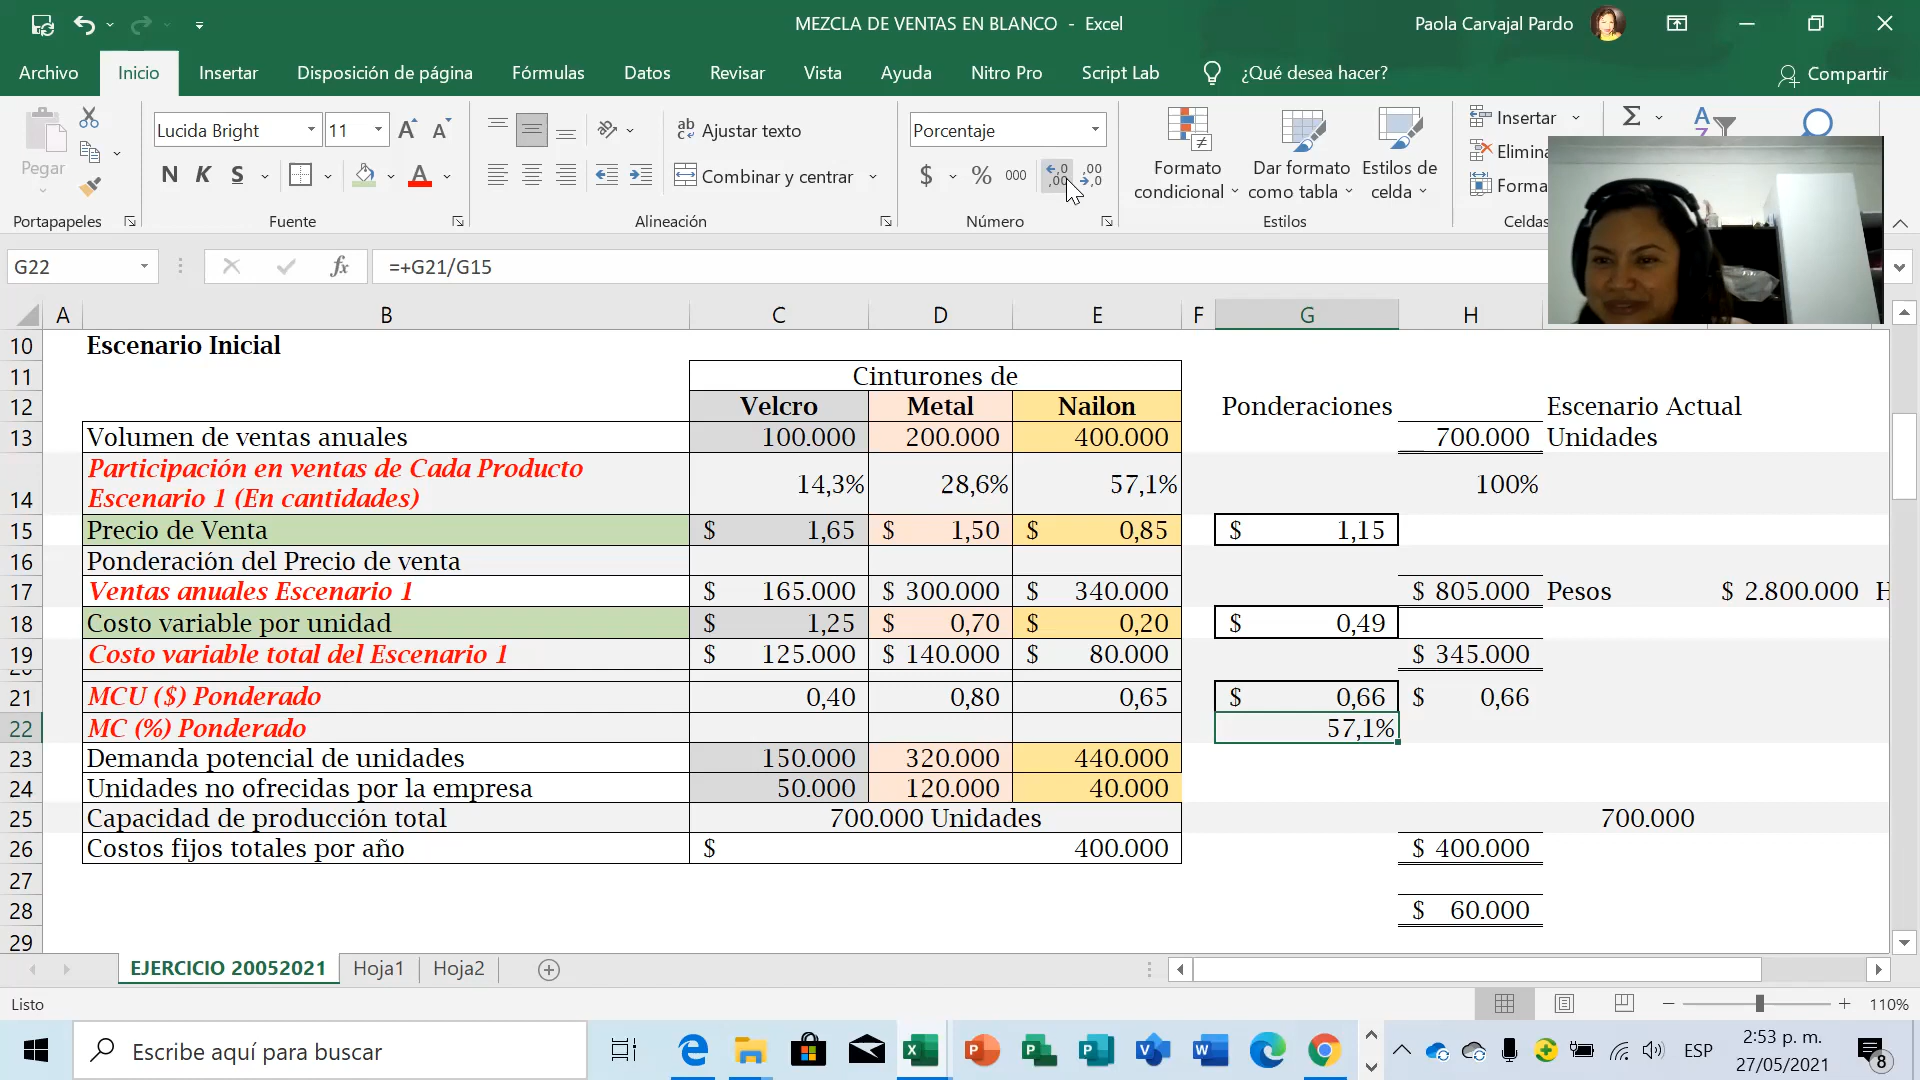 MEZCLA DE VENTAS EN BLANCO - Excel
Paola Carvajal Pardo
Archivo Inicio Insertar Disposición de página Fórmulas Datos Revisar Vista Ayuda Nitro Pro Script Lab ¿Qué desea hacer? Compartir
Pegar
Portapapeles
Lucida Bright 11
N K S
Fuente
Ajustar texto
Combinar y centrar
Alineación
Porcentaje
$ % 000
Número
Formato condicional
Dar formato como tabla
Estilos de celda
Estilos
Insertar
Elimina
Forma
Celdas
G22
fx
=+G21/G15
A B C D E F G H
10 Escenario Inicial
11 Cinturones de
12 Velcro Metal Nailon Ponderaciones Escenario Actual
13 Volumen de ventas anuales 100.000 200.000 400.000 700.000 Unidades
Participación en ventas de Cada Producto
14 Escenario 1 (En cantidades) 14,3% 28,6% 57,1% 100%
15 Precio de Venta $ 1,65 $ 1,50 $ 0,85 $ 1,15
16 Ponderación del Precio de venta
17 Ventas anuales Escenario 1 $ 165.000 $ 300.000 $ 340.000 $ 805.000 Pesos $ 2.800.000 H
18 Costo variable por unidad $ 1,25 $ 0,70 $ 0,20 $ 0,49
19 Costo variable total del Escenario 1 $ 125.000 $ 140.000 $ 80.000 $ 345.000
20
21 MCU ($) Ponderado 0,40 0,80 0,65 $ 0,66 $ 0,66
22 MC (%) Ponderado 57,1%
23 Demanda potencial de unidades 150.000 320.000 440.000
24 Unidades no ofrecidas por la empresa 50.000 120.000 40.000
25 Capacidad de producción total 700.000 Unidades 700.000
26 Costos fijos totales por año $ 400.000 $ 400.000
27
28 $ 60.000
29
EJERCICIO 20052021 Hoja1 Hoja2
Listo
110%
Escribe aquí para buscar
ESP
2:53 p. m.
27/05/2021
8